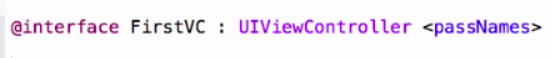 @interface FirstVC : UIViewController <passNames>